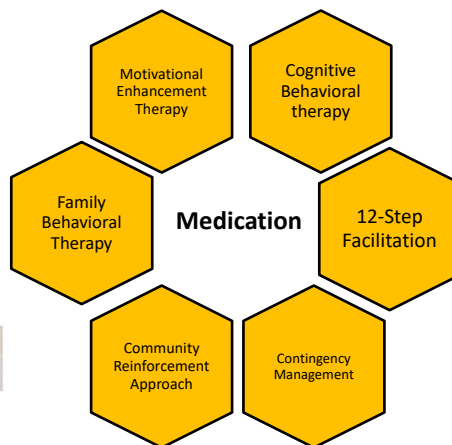 Motivational
Enhancement
Therapy
Cognitive
Behavioral
therapy
Family
Behavioral
Therapy
Medication
12-Step
Facilitation
Community
Reinforcement
Approach
Contingency
Management